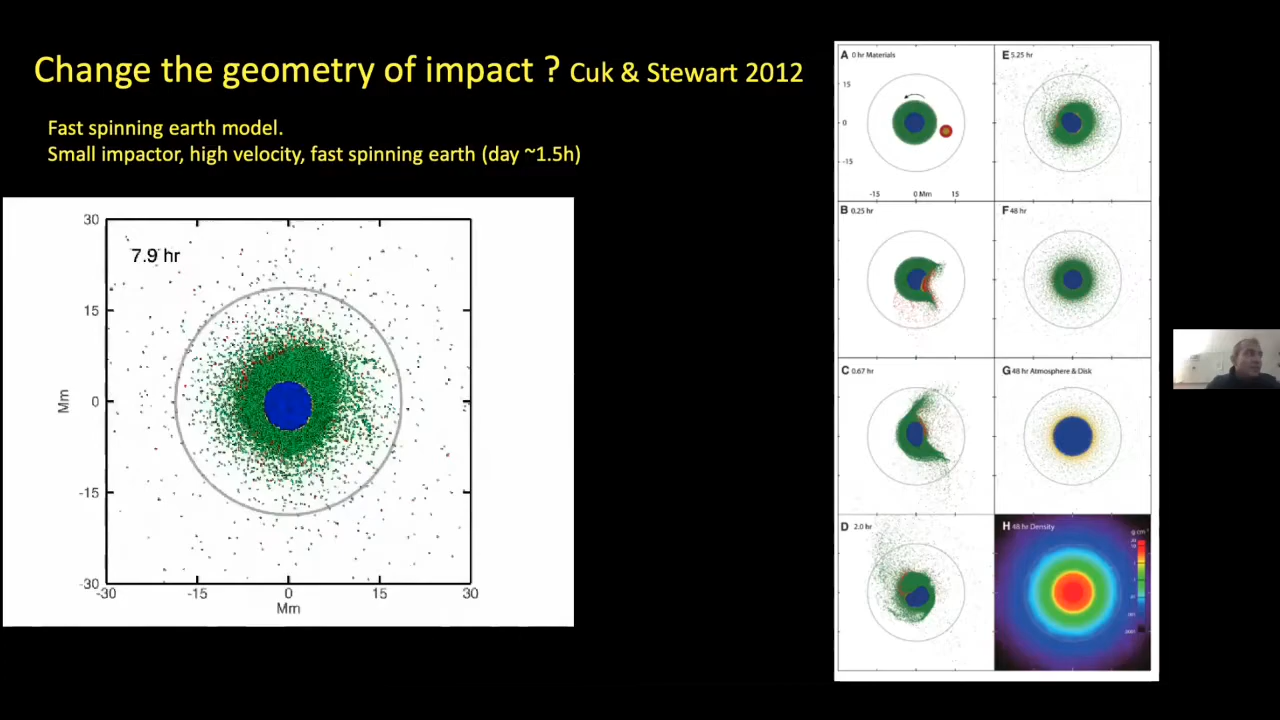 Change the geometry of impact ? Cuk & Stewart 2012
Fast spinning earth model.
Small impactor, high velocity, fast spinning earth (day ~1.5h)
30
7.9 hr
15
Mm
0
-15
-30
-30 -15 0 15 30
Mm
A 0 hr Materials
15
0
-15
-15 0 Mm 15
B 0.25 hr
C 0.67 hr
D 2.0 hr
E 5.25 hr
F 48 hr
G 48 hr Atmosphere & Disk
H 48 hr Density